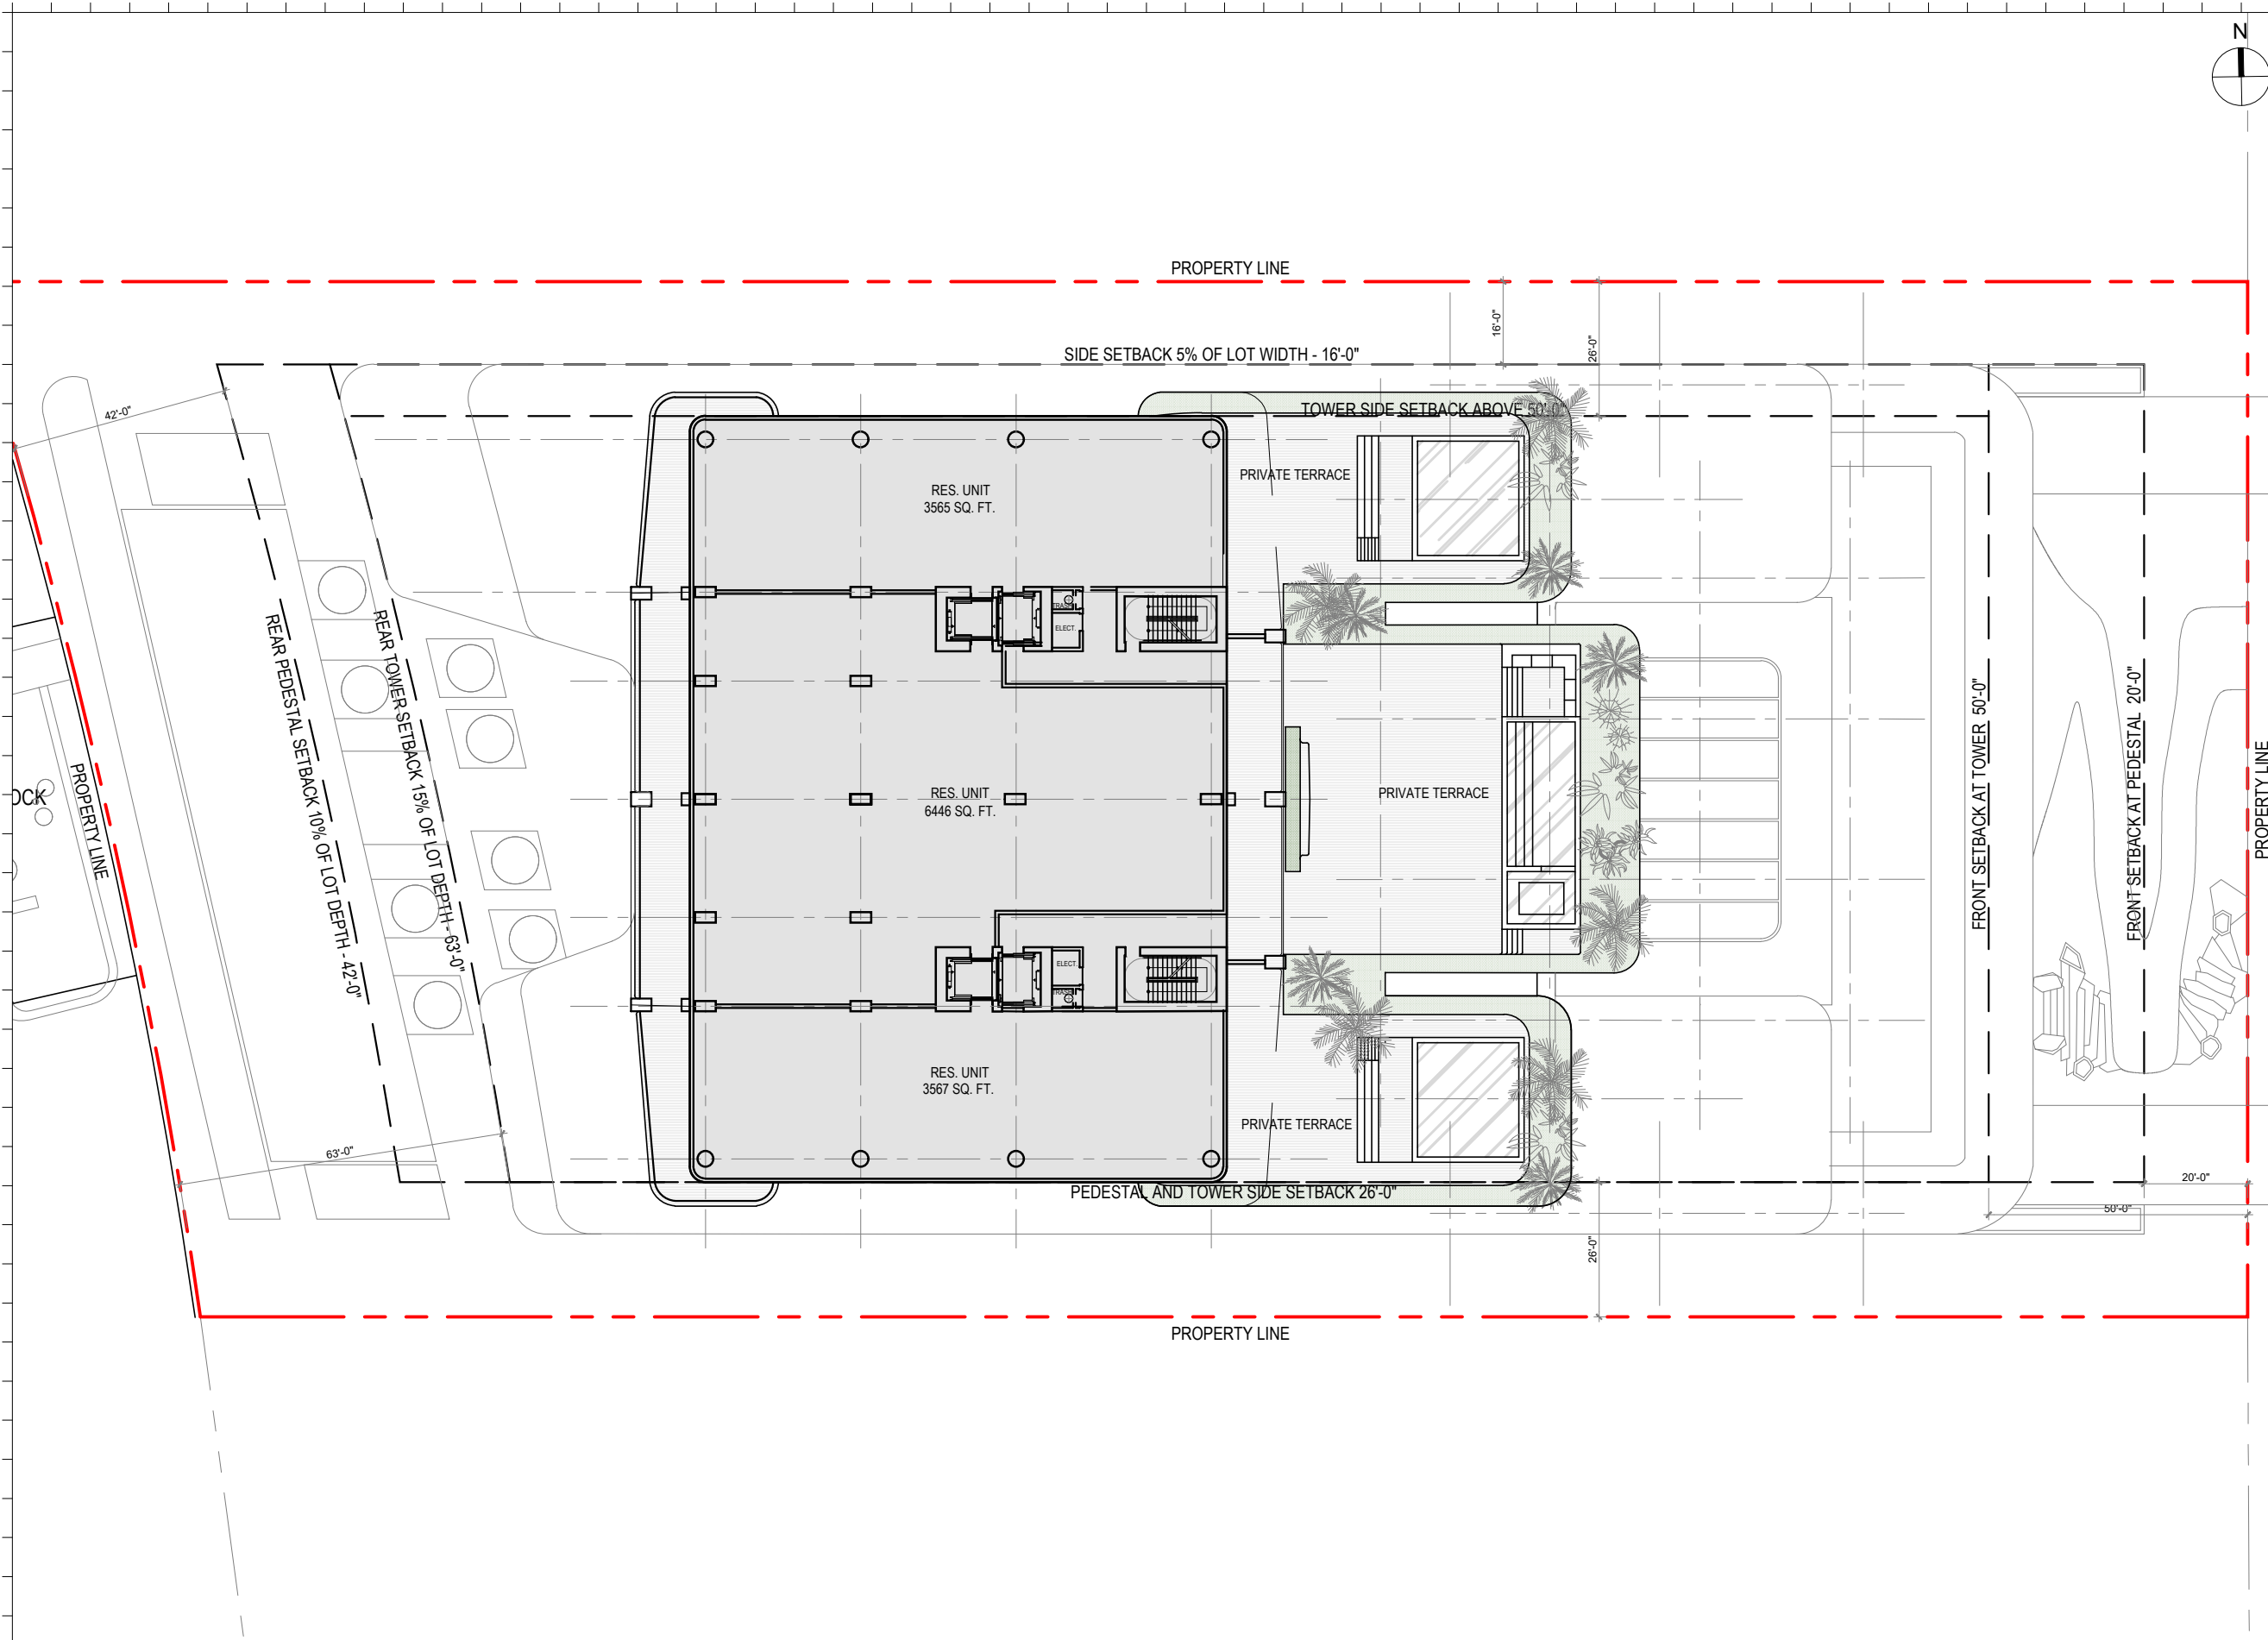 N
PROPERTY LINE
16'-0"
26'-0"
SIDE SETBACK 5% OF LOT WIDTH - 16'-0"
42'-0"
TOWER SIDE SETBACK ABOVE 50'-0"
PRIVATE TERRACE
RES. UNIT
3565 SQ. FT.
TRASH
ELECT.
REAR PEDESTAL SETBACK 10% OF LOT DEPTH - 42'-0"
REAR TOWER SETBACK 15% OF LOT DEPTH - 63'-0"
PROPERTY LINE
OCK
RES. UNIT
6446 SQ. FT.
PRIVATE TERRACE
FRONT SETBACK AT TOWER 50'-0"
FRONT SETBACK AT PEDESTAL 20'-0"
PROPERTY LINE
ELECT.
TRASH
RES. UNIT
3567 SQ. FT.
PRIVATE TERRACE
63'-0"
PEDESTAL AND TOWER SIDE SETBACK 26'-0"
20'-0"
50'-0"
26'-0"
PROPERTY LINE